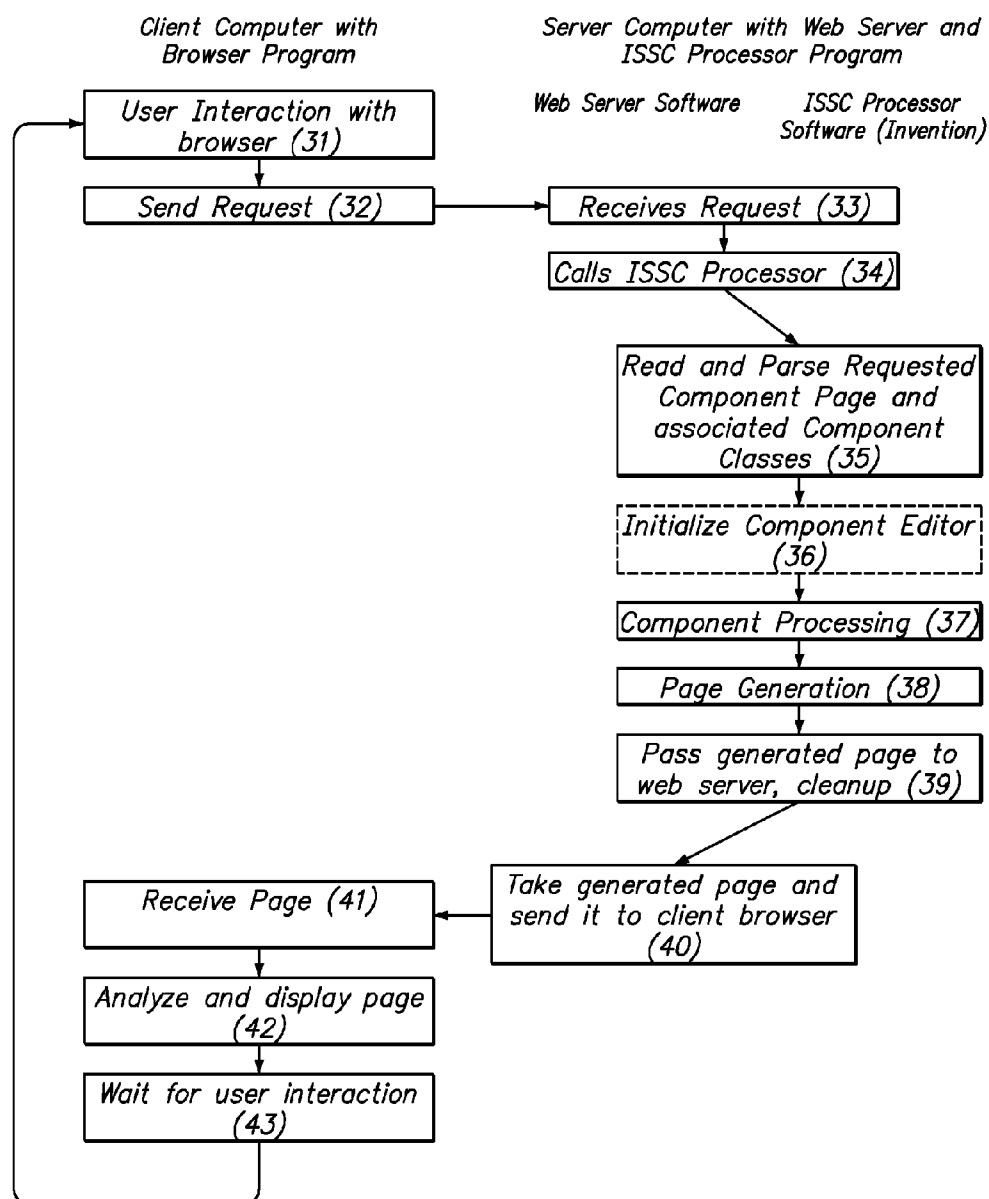 Client Computer with
Browser Program
Server Computer with Web Server and
ISSC Processor Program
Web Server Software
ISSC Processor
Software (Invention)
User Interaction with
browser (31)
Send Request (32)
Receives Request (33)
Calls ISSC Processor (34)
Read and Parse Requested
Component Page and
associated Component
Classes (35)
Initialize Component Editor
(36)
Component Processing (37)
Page Generation (38)
Pass generated page to
web server, cleanup (39)
Take generated page and
send it to client browser
(40)
Receive Page (41)
Analyze and display page
(42)
Wait for user interaction
(43)